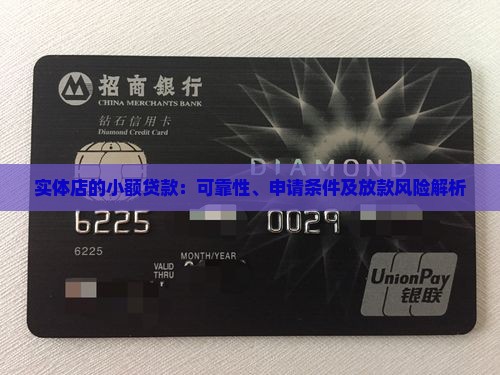 招商銀行
CHINA MERCHANTS BANK
钻石信用卡
Diamond Credit Card
DIAMOND
实体店的小额贷款：可靠性、申请条件及放款风险解析
6225 0029
6225
MONTH/YEAR
VALID
THRU
UnionPay
银联